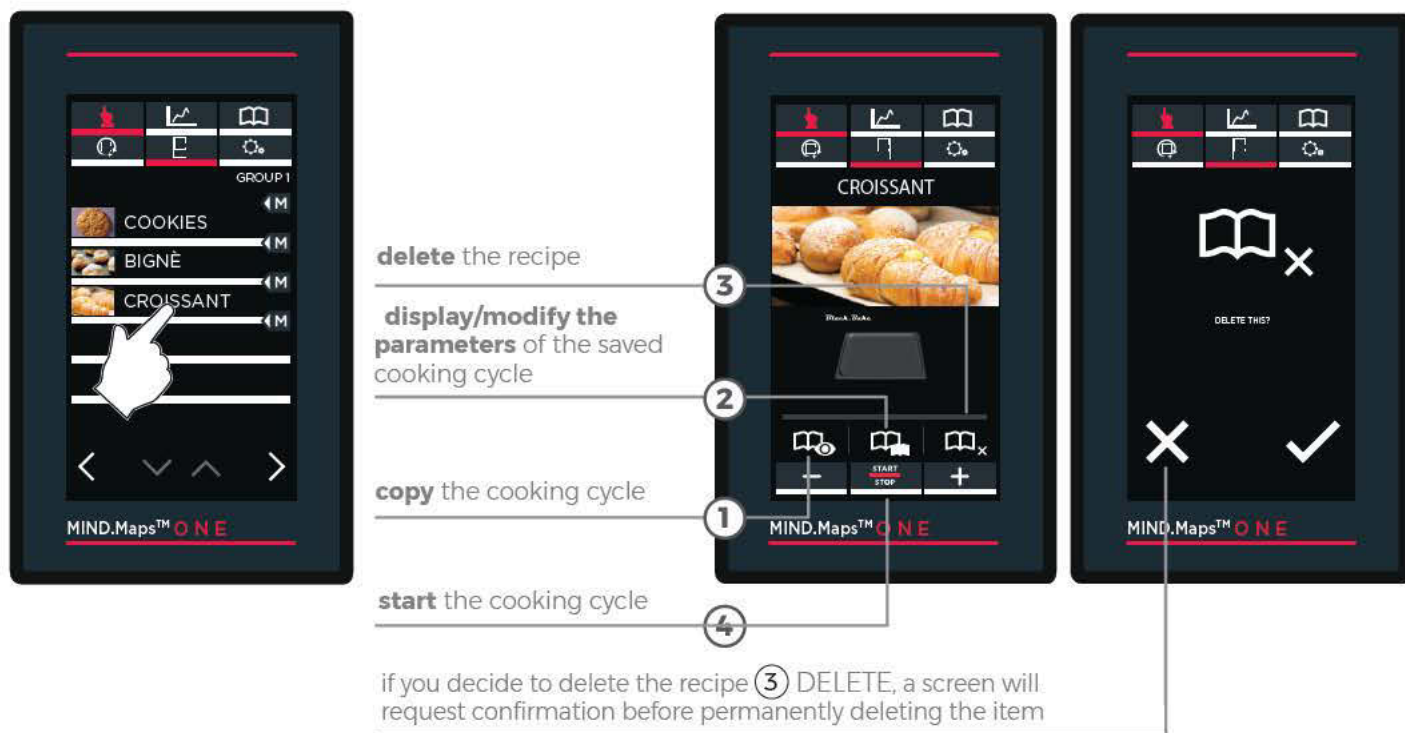 GROUP 1
M
COOKIES
M
BIGNÈ
M
CROISSANT
M
MIND.Maps™ ONE
delete the recipe
3
display/modify the
parameters of the saved
cooking cycle
2
copy the cooking cycle
1
start the cooking cycle
4
CROISSANT
Black.Bake
START
STOP
MIND.Maps™ ONE
DELETE THIS?
MIND.Maps™ ONE
if you decide to delete the recipe 3 DELETE, a screen will
request confirmation before permanently deleting the item